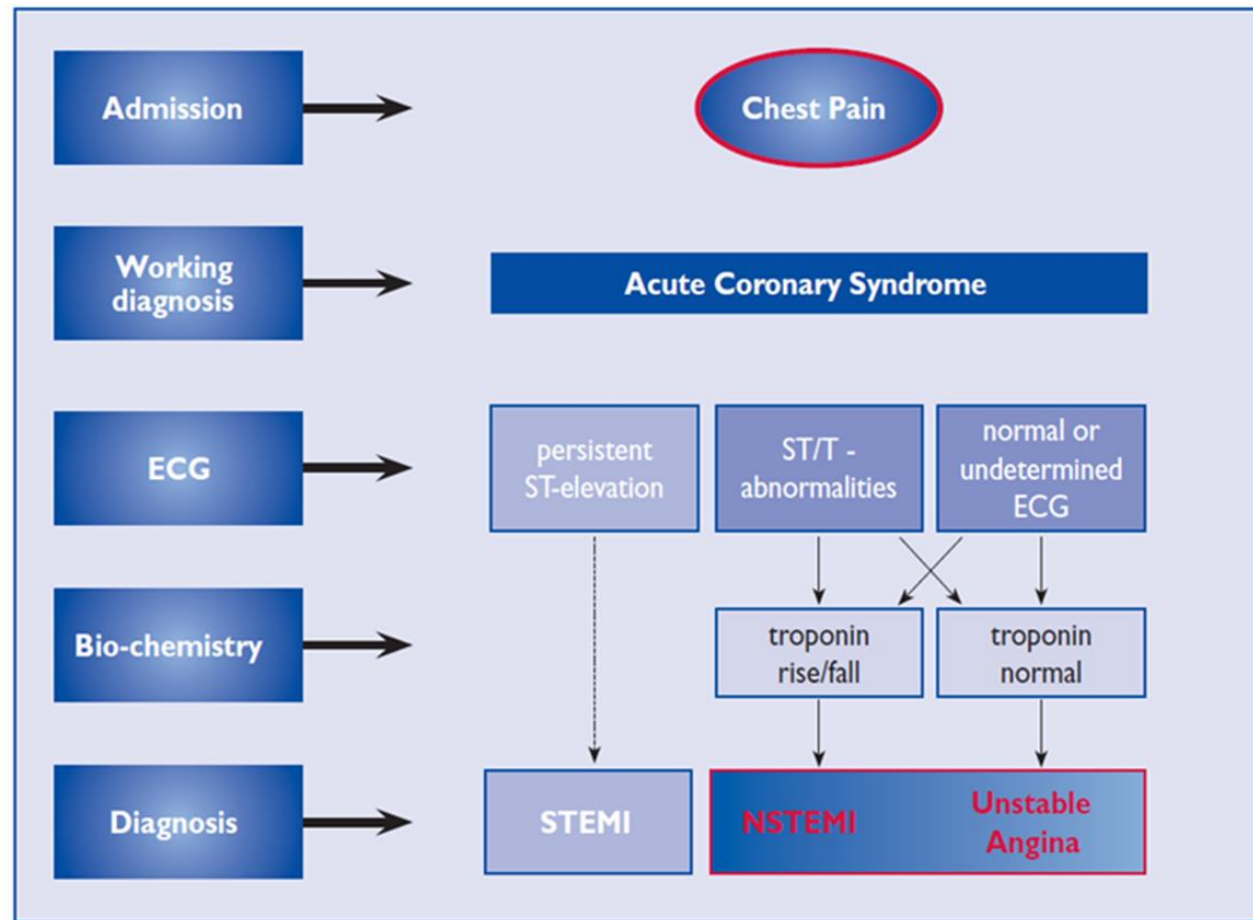 Admission
Chest Pain
Working
diagnosis
Acute Coronary Syndrome
ECG
persistent
ST-elevation
ST/T -
abnormalities
normal or
undetermined
ECG
Bio-chemistry
troponin
rise/fall
troponin
normal
Diagnosis
STEMI
NSTEMI
Unstable
Angina